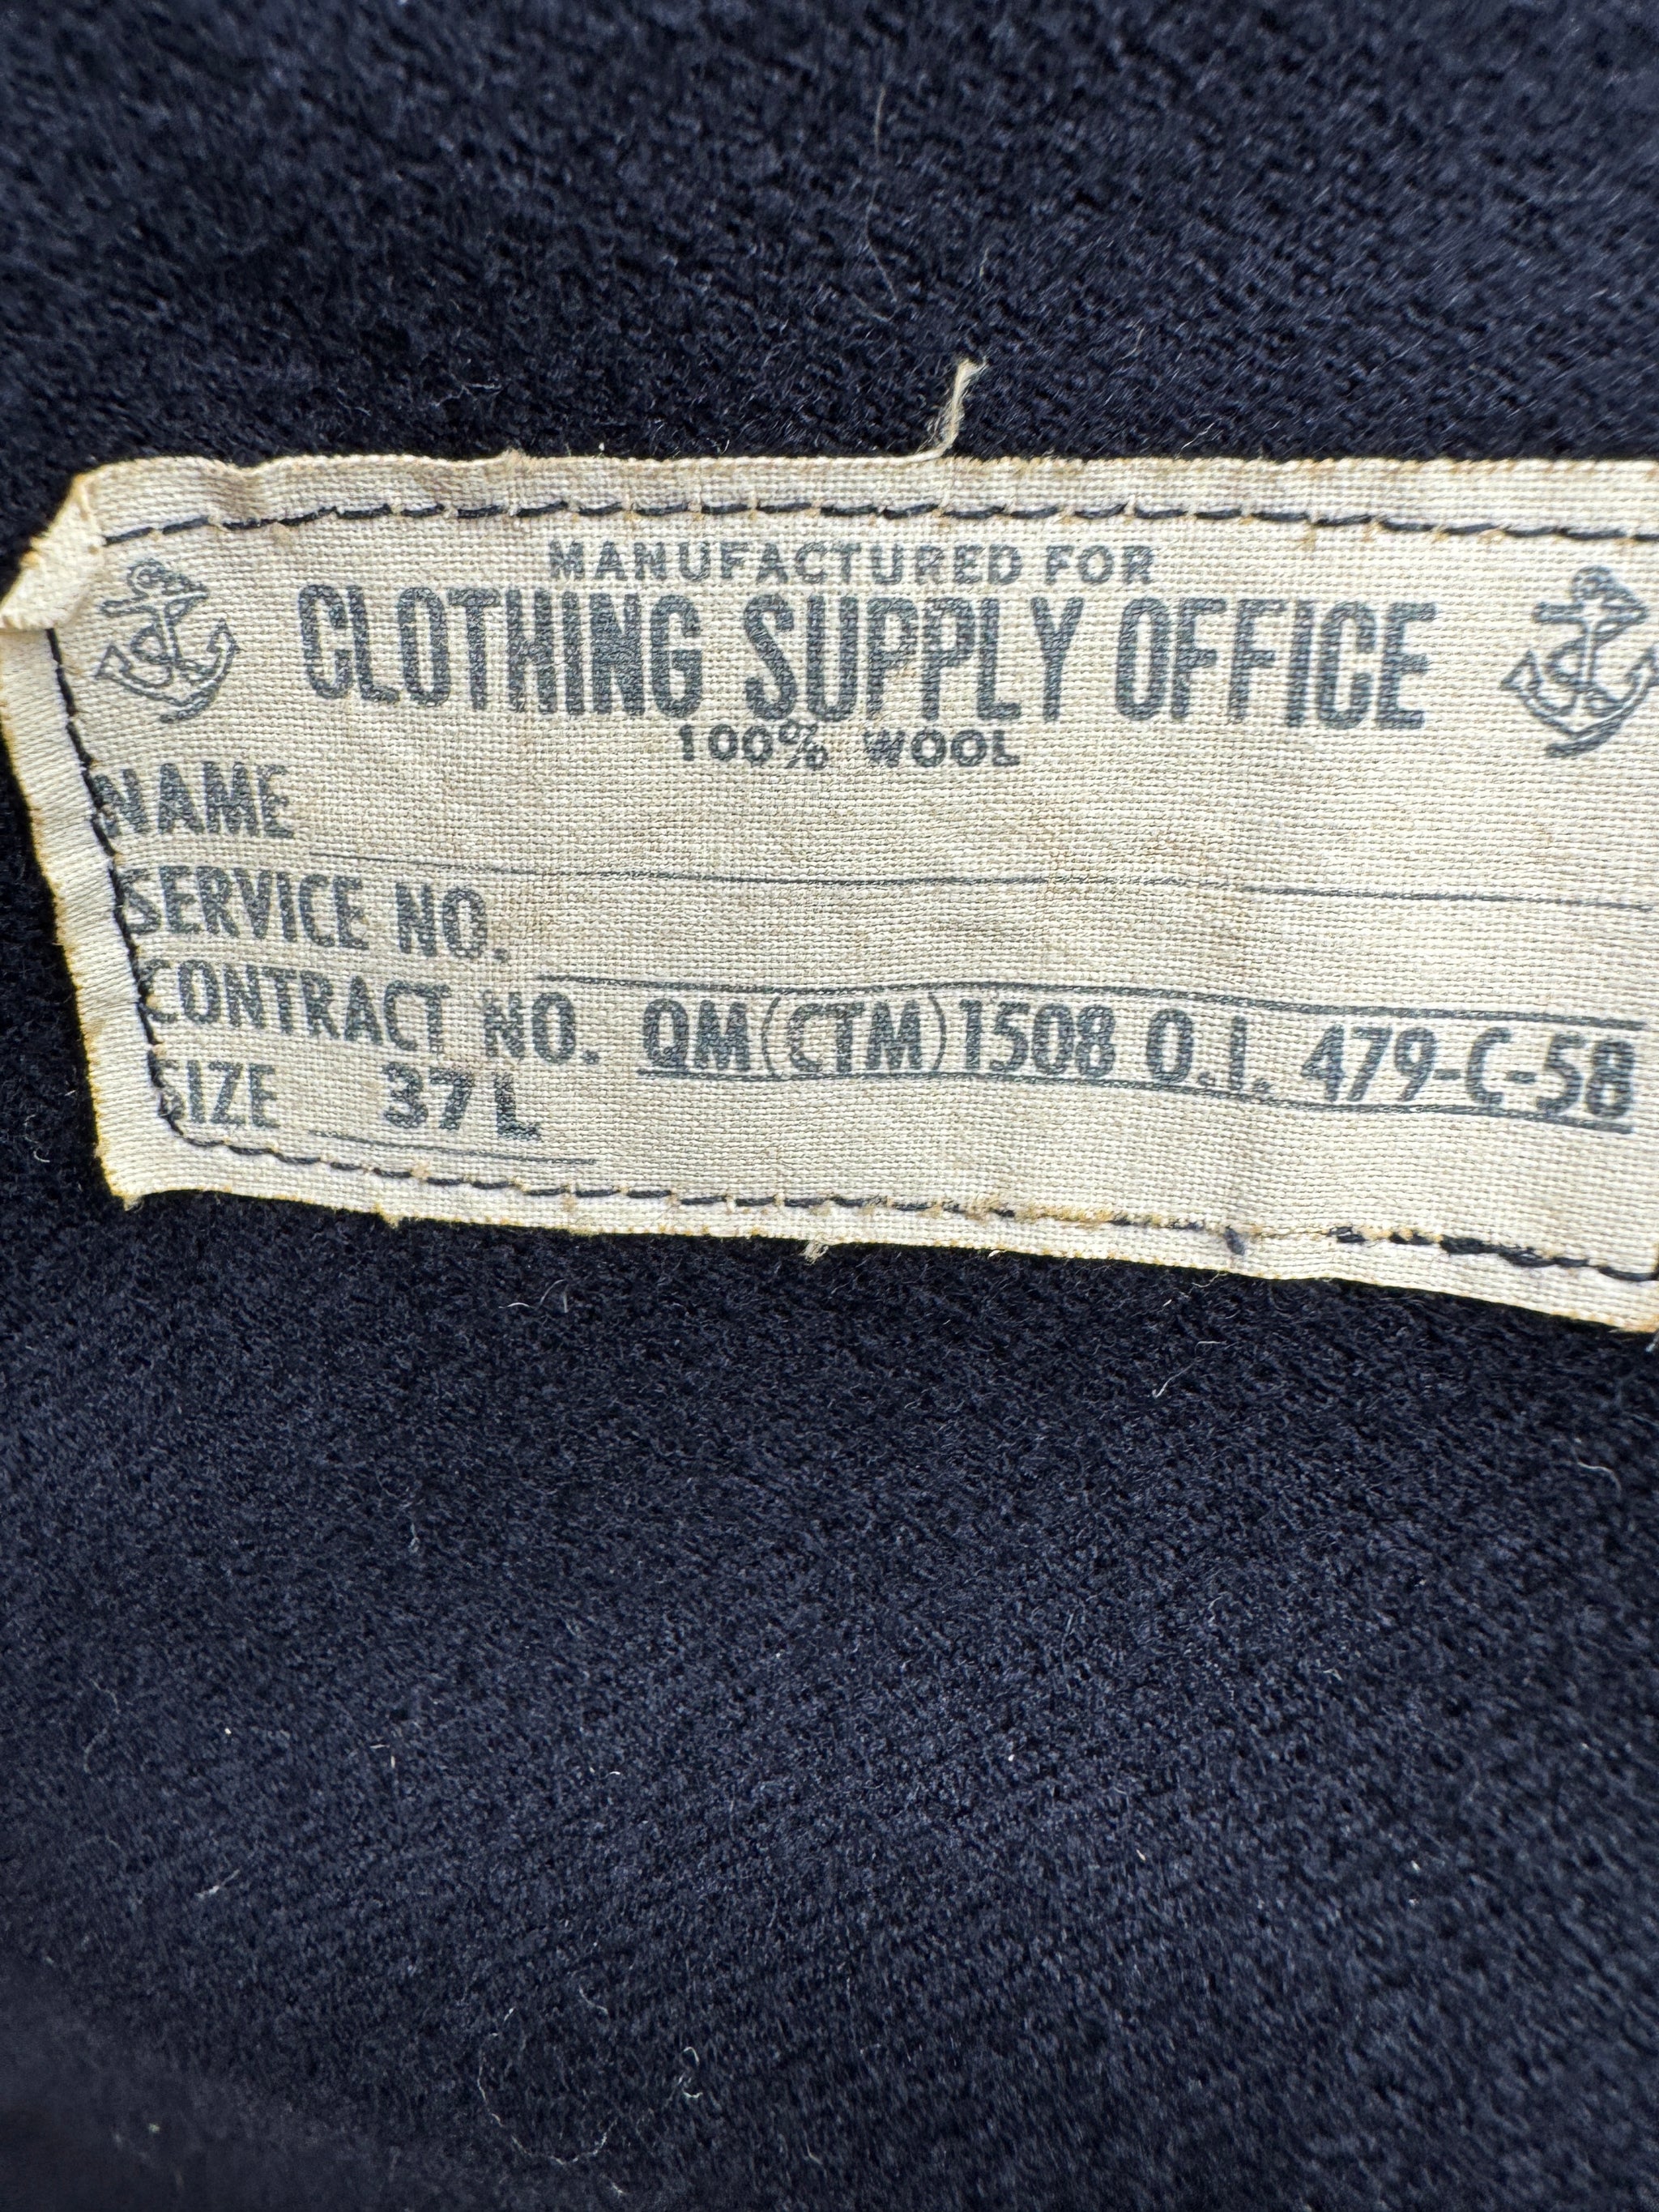 MANUFACTURED FOR
CLOTHING SUPPLY OFFICE
100% WOOL
NAME
SERVICE NO.
CONTRACT NO. QM(CTM)1508 O.I. 479-C-58
SIZE 37L